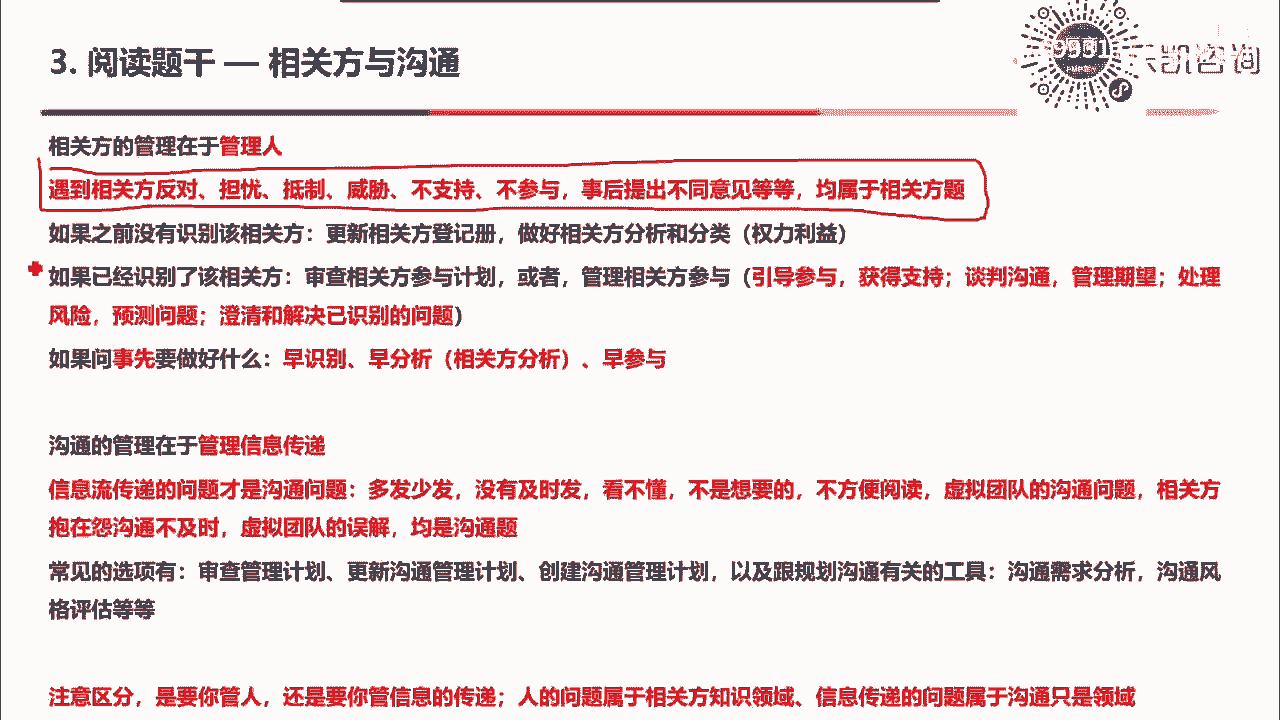 3. 阅读题干 — 相关方与沟通
相关方的管理在于管理人
遇到相关方反对、担忧、抵制、威胁、不支持、不参与，事后提出不同意见等等，均属于相关方题
如果之前没有识别该相关方：更新相关方登记册，做好相关方分析和分类（权力利益）
如果已经识别了该相关方：审查相关方参与计划，或者，管理相关方参与（引导参与，获得支持；谈判沟通，管理期望；处理
风险，预测问题；澄清和解决已识别的问题）
如果问事先要做好什么：早识别、早分析（相关方分析）、早参与
沟通的管理在于管理信息传递
信息流传递的问题才是沟通问题：多发少发，没有及时发，看不懂，不是想要的，不方便阅读，虚拟团队的沟通问题，相关方
抱在怨沟通不及时，虚拟团队的误解，均是沟通题
常见的选项有：审查管理计划、更新沟通管理计划、创建沟通管理计划，以及跟规划沟通有关的工具：沟通需求分析，沟通风
格评估等等
注意区分，是要你管人，还是要你管信息的传递；人的问题属于相关方知识领域、信息传递的问题属于沟通只是领域